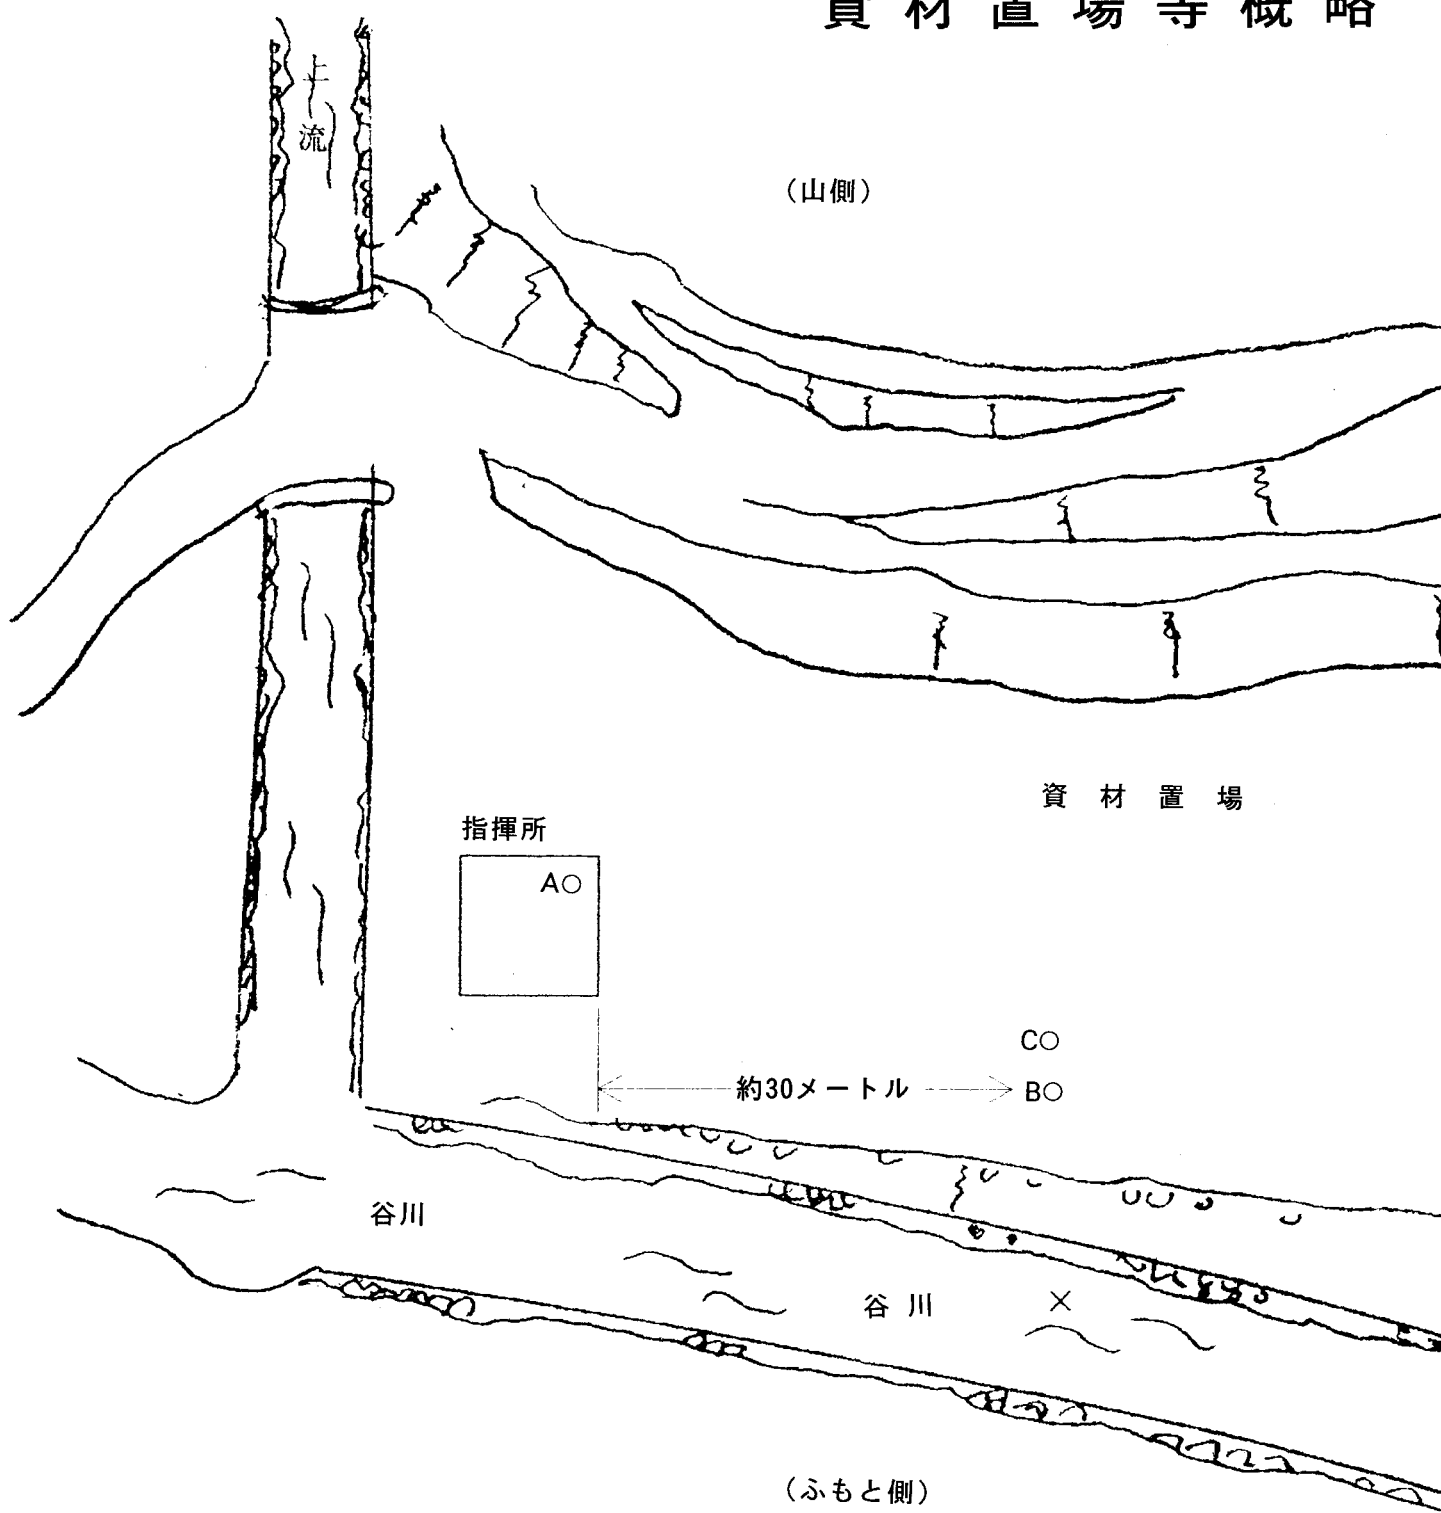 資材置場等概略
上
流
(山側)
資材置場
指揮所
A○
C○
約30メートル
B○
谷川
谷川
×
(ふもと側)